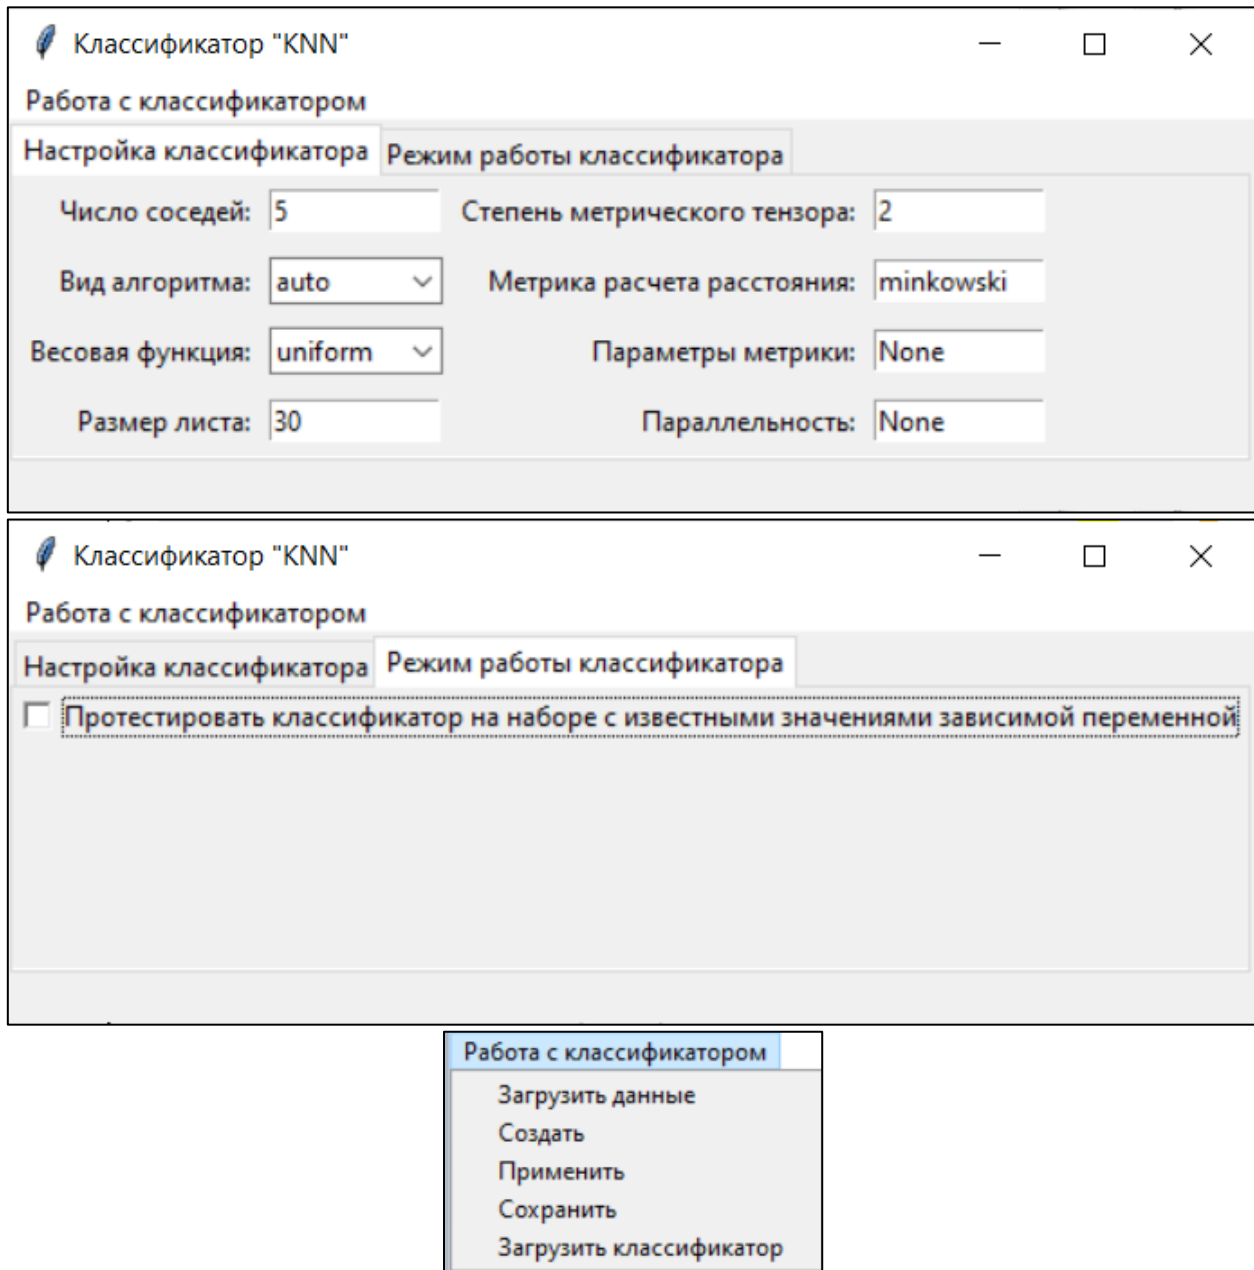 Классификатор "KNN"
Работа с классификатором
Настройка классификатора Режим работы классификатора
Число соседей: 5 Степень метрического тензора: 2
Вид алгоритма: auto Метрика расчета расстояния: minkowski
Весовая функция: uniform Параметры метрики: None
Размер листа: 30 Параллельность: None
Классификатор "KNN"
Работа с классификатором
Настройка классификатора Режим работы классификатора
Протестировать классификатор на наборе с известными значениями зависимой переменной
Работа с классификатором
Загрузить данные
Создать
Применить
Сохранить
Загрузить классификатор